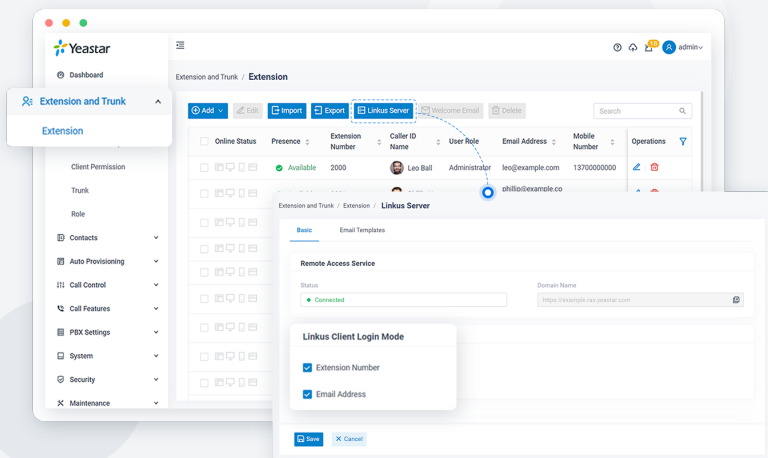 Yeastar
18
admin
Dashboard
Extension and Trunk / Extension
Extension and Trunk
Extension
Add
Edit
Import
Export
Linkus Server
Welcome Email
Delete
Search
Online Status
Presence
Extension Number
Caller ID Name
User Role
Email Address
Mobile Number
Operations
Available
2000
Leo Ball
Administrator
leo@example.com
13700000000
phillip@example.co
Client Permission
Trunk
Role
Contacts
Auto Provisioning
Call Control
Call Features
PBX Settings
System
Security
Maintenance
Extension and Trunk / Extension / Linkus Server
Basic
Email Templates
Remote Access Service
Status
Domain Name
Connected
https://example.ras.yeastar.com
Linkus Client Login Mode
Extension Number
Email Address
Save
Cancel